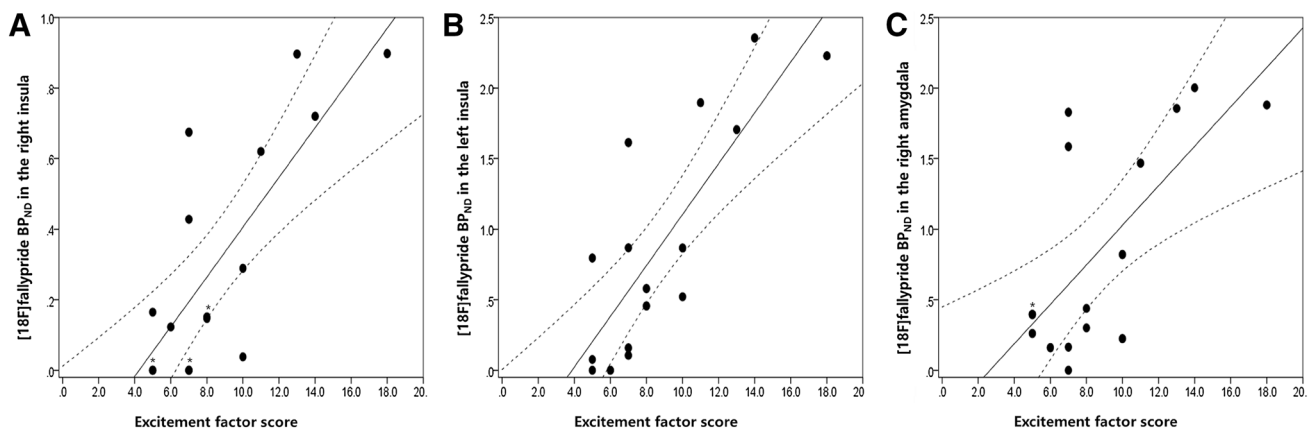 A
[18F]fallypride BPND in the right insula
1.0
.8
.6
.4
.2
.0
*
*
*
.0 2.0 4.0 6.0 8.0 10.0 12.0 14.0 16.0 18.0 20.
Excitement factor score
B
[18F]fallypride BPND in the left insula
2.5
2.0
1.5
1.0
.5
.0
.0 2.0 4.0 6.0 8.0 10.0 12.0 14.0 16.0 18.0 20
Excitement factor score
C
[18F]fallypride BPND in the right amygdala
2.5
2.0
1.5
1.0
.5
.0
*
.0 2.0 4.0 6.0 8.0 10.0 12.0 14.0 16.0 18.0 20.
Excitement factor score